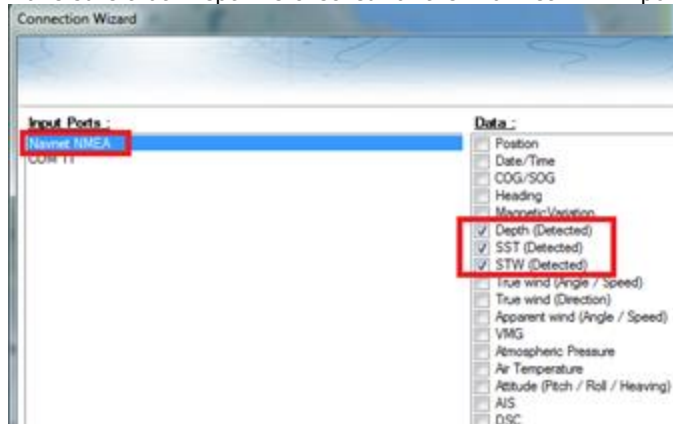 Connection Wizard
Input Ports :
Navnet NMEA
COM 11
Data :
Position
Date/Time
COG/SOG
Heading
Magnetic Variation
Depth (Detected)
SST (Detected)
STW (Detected)
True wind (Angle / Speed)
True wind (Direction)
Apparent wind (Angle / Speed)
VMG
Atmospheric Pressure
Air Temperature
Attitude (Pitch / Roll / Heaving)
AIS
DSC